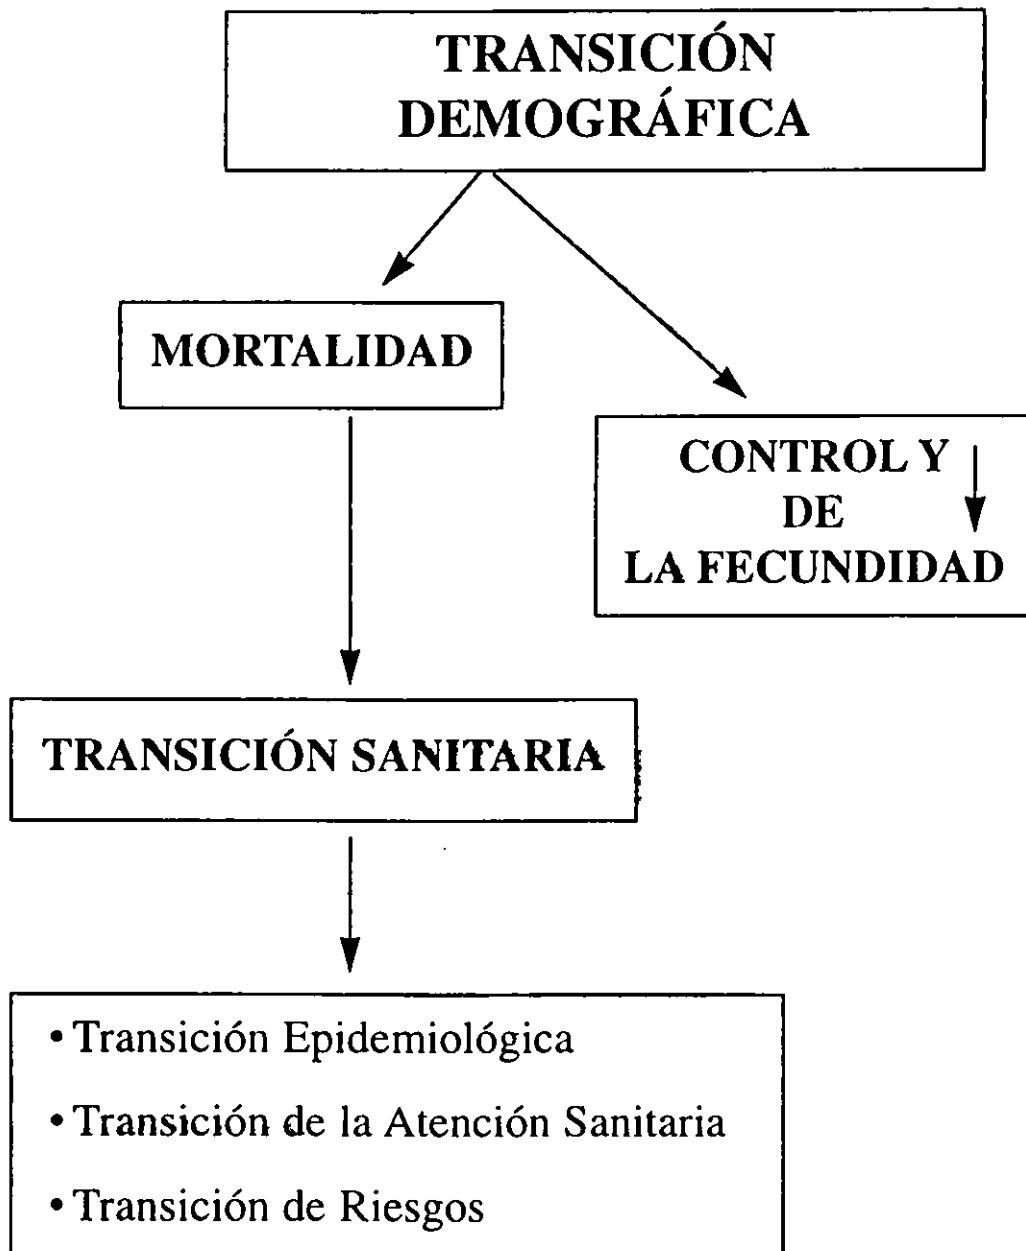 TRANSICIÓN
DEMOGRÁFICA
MORTALIDAD
CONTROL Y ↓
DE
LA FECUNDIDAD
TRANSICIÓN SANITARIA
• Transición Epidemiológica
• Transición de la Atención Sanitaria
• Transición de Riesgos